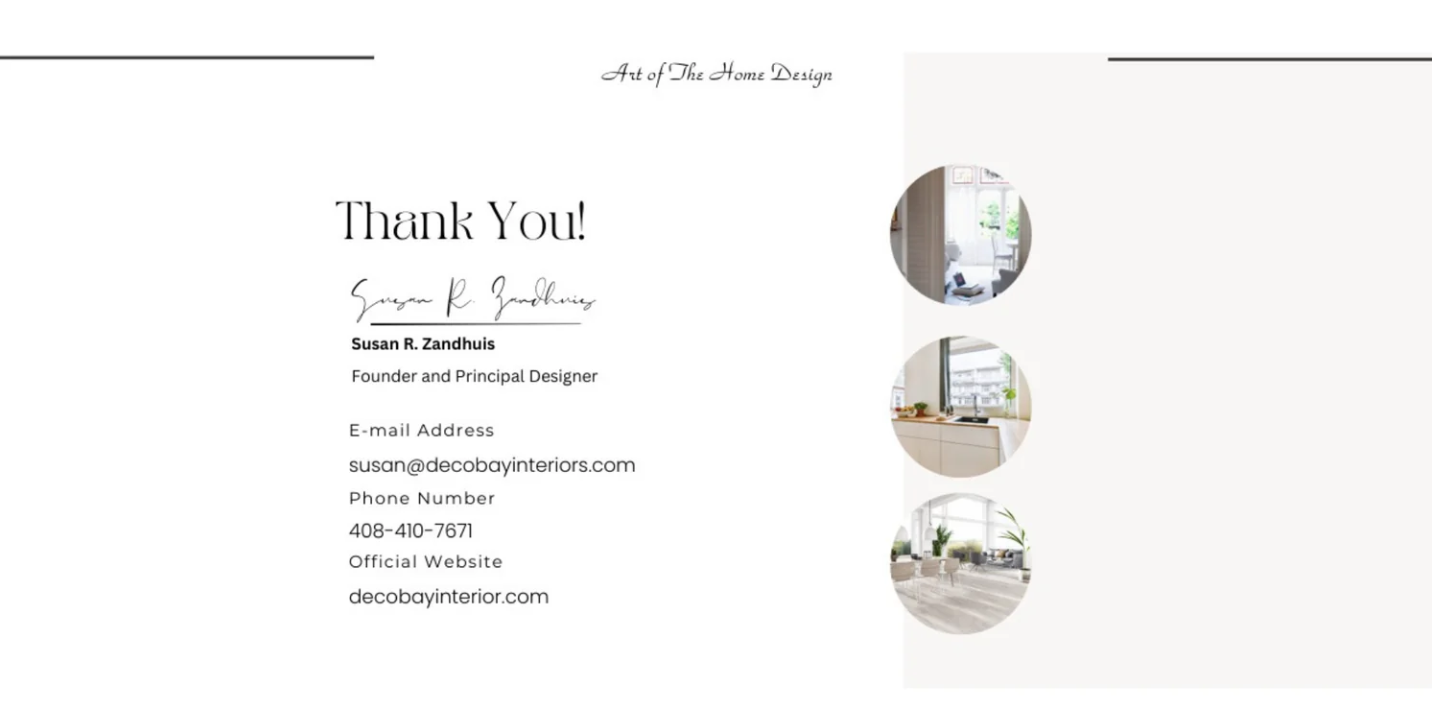 Art of The Home Design
Thank You!
Susan R. Zandhuis
Susan R. Zandhuis
Founder and Principal Designer
E-mail Address
susan@decobayinteriors.com
Phone Number
408-410-7671
Official Website
decobayinterior.com